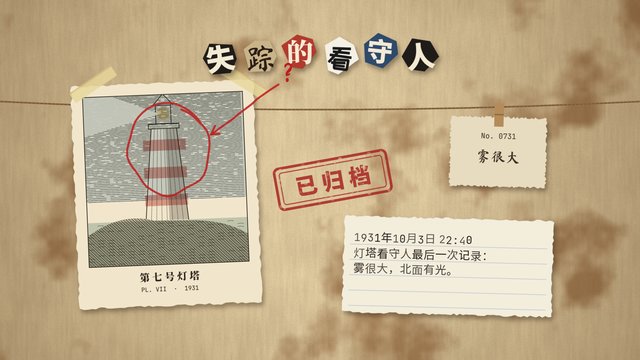 失踪的看守人
?
No. 0731
雾很大
已归档
第七号灯塔
PL. VII · 1931
1931年10月3日 22:40
灯塔看守人最后一次记录：
雾很大，北面有光。